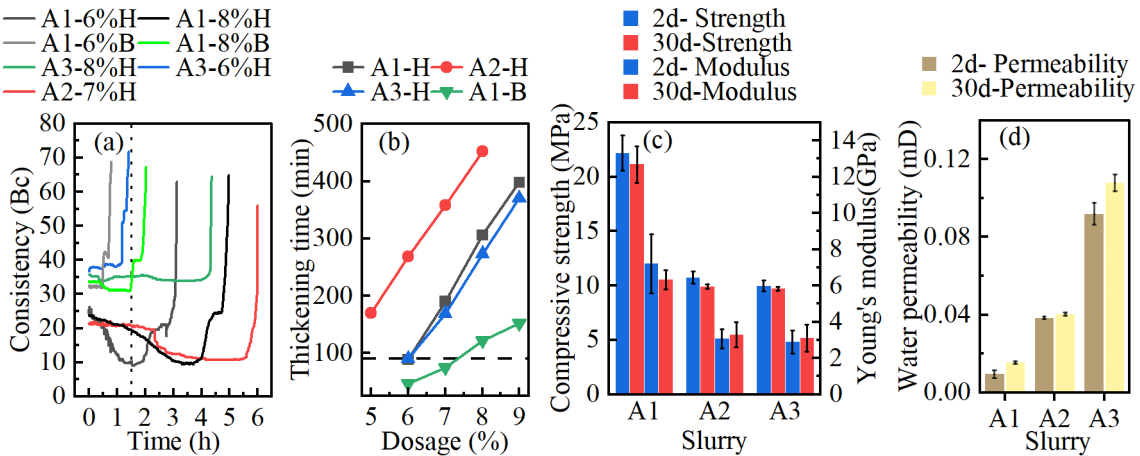 A1-6%H A1-8%H
A1-6%B A1-8%B
A3-8%H A3-6%H
A2-7%H
(a)
Consistency (Bc)
80
70
60
50
40
30
20
10
0
0 1 2 3 4 5 6
Time (h)
A1-H A2-H
A3-H A1-B
(b)
Thickening time (min)
500
400
300
200
100
5 6 7 8 9
Dosage (%)
2d- Strength
30d-Strength
2d- Modulus
30d-Modulus
(c)
Compressive strength (MPa)
25
20
15
10
5
0
A1 A2 A3
Slurry
14
12
10
8
6
4
2
0
Young's modulus(GPa)
2d- Permeability
30d-Permeability
(d)
Water permeability (mD)
0.12
0.09
0.04
0.00
A1 A2 A3
Slurry